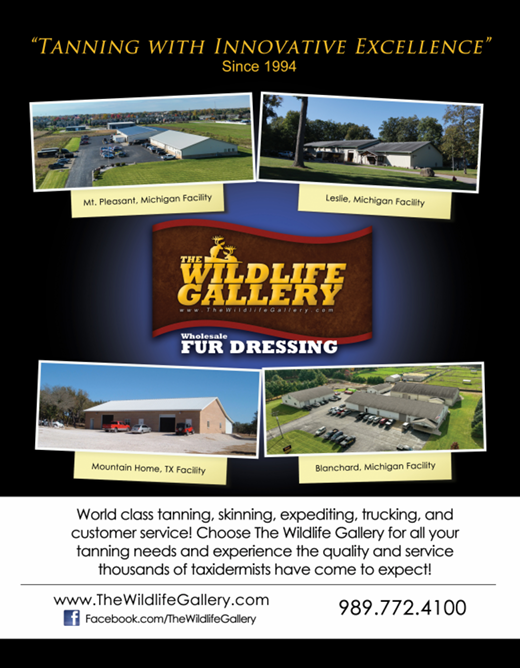 “TANNING WITH INNOVATIVE EXCELLENCE”
Since 1994
Mt. Pleasant, Michigan Facility
Leslie, Michigan Facility
THE
WILDLIFE
GALLERY
www.TheWildlifeGallery.com
Wholesale
FUR DRESSING
Mountain Home, TX Facility
Blanchard, Michigan Facility
World class tanning, skinning, expediting, trucking, and
customer service! Choose The Wildlife Gallery for all your
tanning needs and experience the quality and service
thousands of taxidermists have come to expect!
www.TheWildlifeGallery.com
989.772.4100
f Facebook.com/TheWildlifeGallery